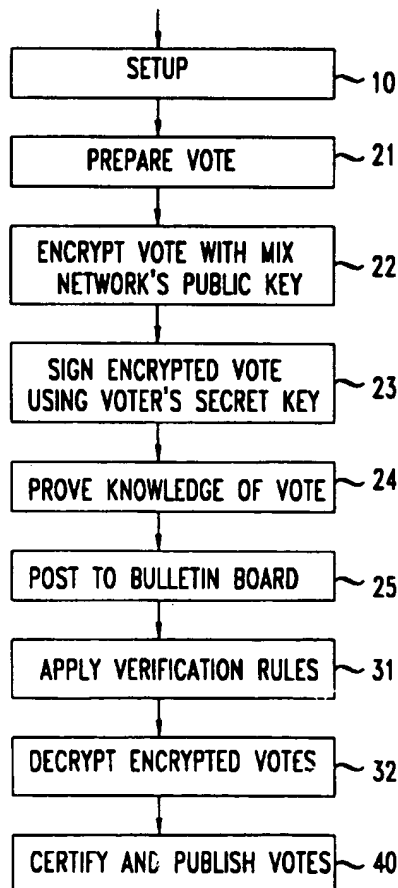 SETUP
10
PREPARE VOTE
21
ENCRYPT VOTE WITH MIX
NETWORK'S PUBLIC KEY
22
SIGN ENCRYPTED VOTE
USING VOTER'S SECRET KEY
23
PROVE KNOWLEDGE OF VOTE
24
POST TO BULLETIN BOARD
25
APPLY VERIFICATION RULES
31
DECRYPT ENCRYPTED VOTES
32
CERTIFY AND PUBLISH VOTES
40